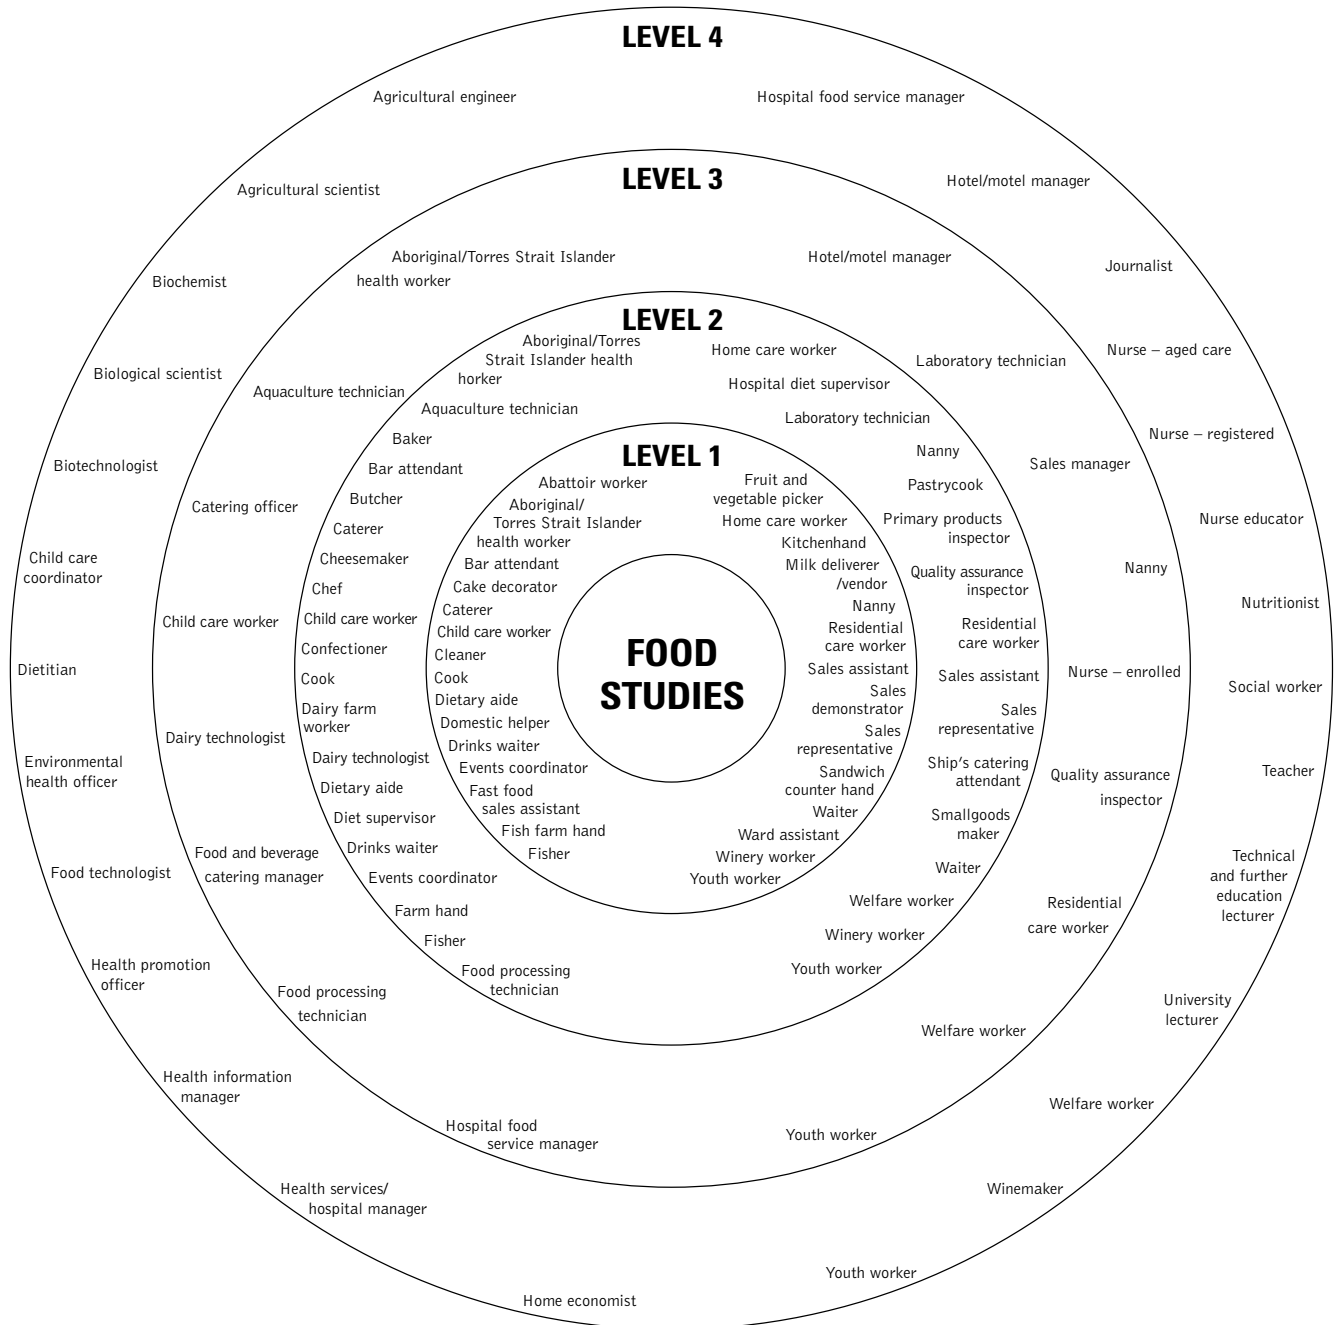 LEVEL 4
Agricultural engineer
Agricultural scientist
Biochemist
Biological scientist
Biotechnologist
Child care
coordinator
Dietitian
Environmental
health officer
Food technologist
Health promotion
officer
Health information
manager
Health services/
hospital manager
Home economist
Hospital food service manager
Hotel/motel manager
Journalist
Nurse – aged care
Nurse – registered
Nurse educator
Nutritionist
Social worker
Teacher
Technical
and further
education
lecturer
University
lecturer
Welfare worker
Winemaker
Youth worker
LEVEL 3
Aboriginal/Torres Strait Islander
health worker
Aquaculture technician
Catering officer
Child care worker
Dairy technologist
Food and beverage
catering manager
Food processing
technician
Hospital food
service manager
Hotel/motel manager
Laboratory technician
Sales manager
Nanny
Nurse – enrolled
Quality assurance
inspector
Residential
care worker
Welfare worker
Youth worker
LEVEL 2
Aboriginal/Torres
Strait Islander health
horker
Aquaculture technician
Baker
Bar attendant
Butcher
Caterer
Cheesemaker
Chef
Child care worker
Confectioner
Cook
Dairy farm
worker
Dairy technologist
Dietary aide
Diet supervisor
Drinks waiter
Events coordinator
Farm hand
Fisher
Food processing
technician
Home care worker
Hospital diet supervisor
Laboratory technician
Nanny
Pastrycook
Primary products
inspector
Quality assurance
inspector
Residential
care worker
Sales assistant
Sales
representative
Ship's catering
attendant
Smallgoods
maker
Waiter
Welfare worker
Winery worker
Youth worker
LEVEL 1
Abattoir worker
Aboriginal/
Torres Strait Islander
health worker
Bar attendant
Cake decorator
Caterer
Child care worker
Cleaner
Cook
Dietary aide
Domestic helper
Drinks waiter
Events coordinator
Fast food
sales assistant
Fish farm hand
Fisher
Fruit and
vegetable picker
Home care worker
Kitchenhand
Milk deliverer
/vendor
Nanny
Residential
care worker
Sales assistant
Sales
demonstrator
Sales
representative
Sandwich
counter hand
Waiter
Ward assistant
Winery worker
Youth worker
FOOD
STUDIES